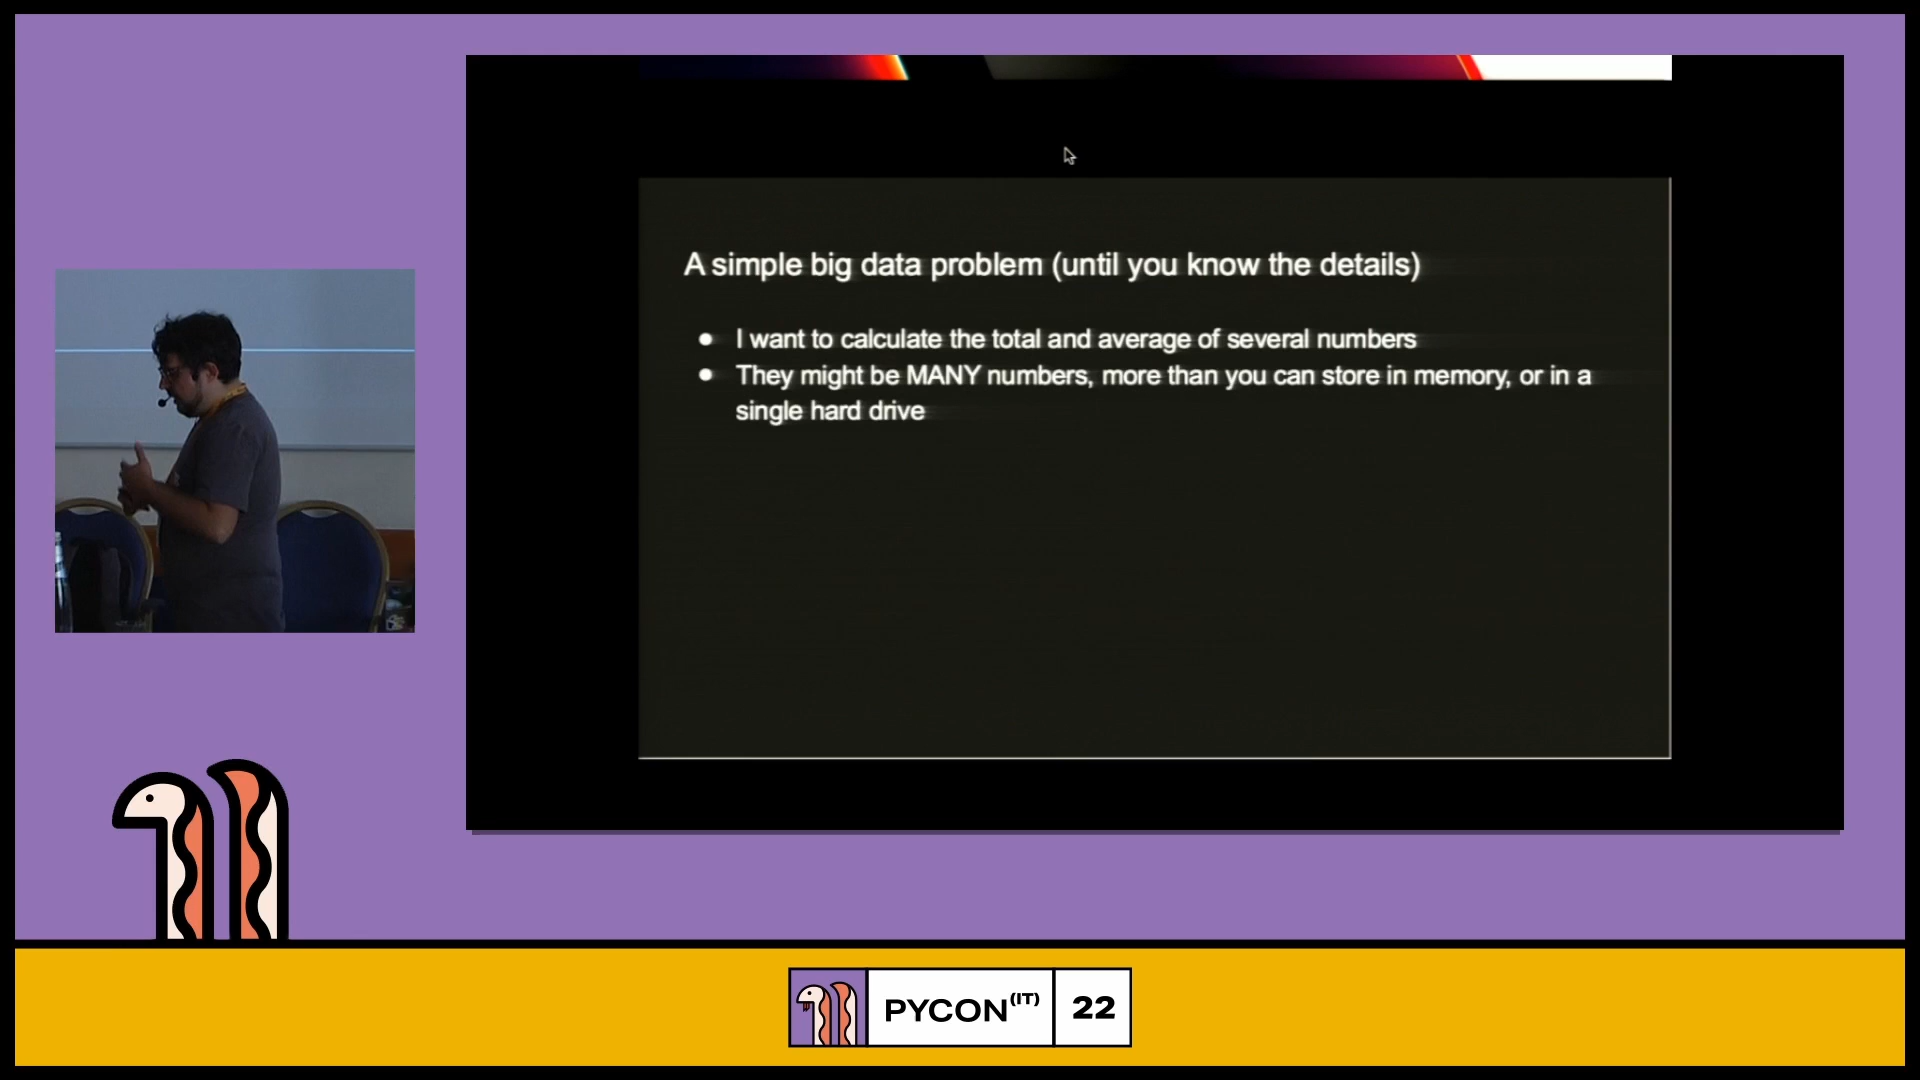 A simple big data problem (until you know the details)
● I want to calculate the total and average of several numbers
● They might be MANY numbers, more than you can store in memory, or in a
single hard drive
PYCON(IT) 22